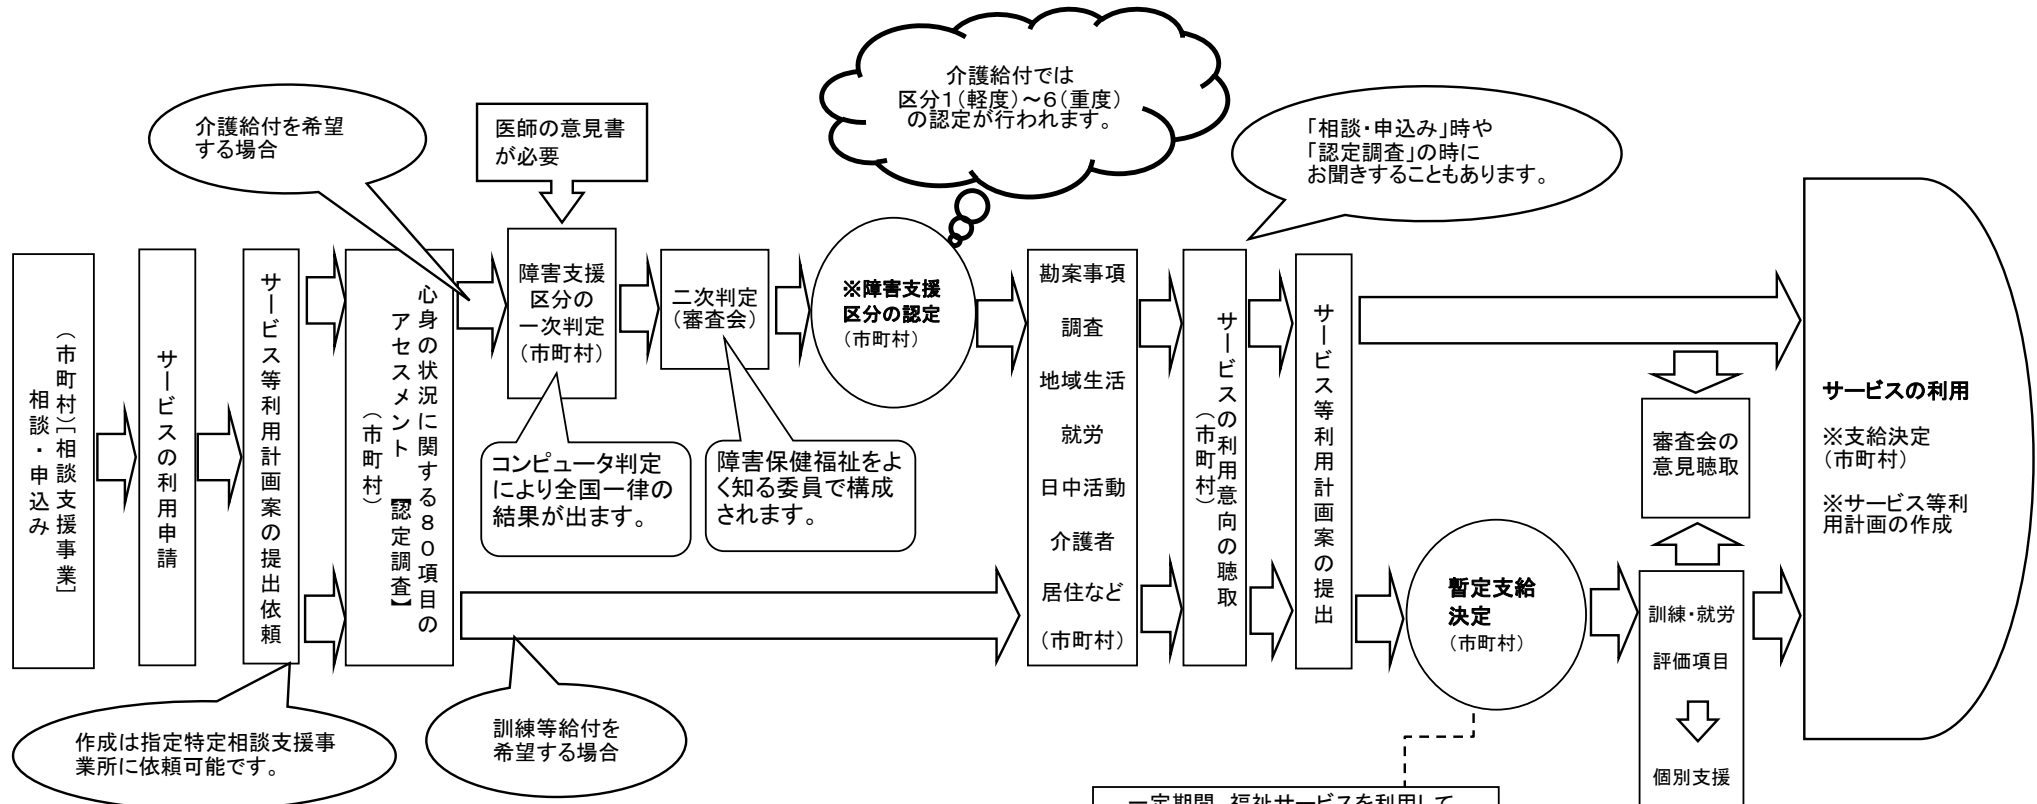 介護給付では
区分1(軽度)～6(重度)
の認定が行われます。
介護給付を希望
する場合
医師の意見書
が必要
「相談・申込み」時や
「認定調査」の時に
お聞きすることもあります。
相談・申込み
(市町村)[相談支援事業]
サービスの利用申請
サービス等利用計画案の提出依頼
心身の状況に関する80項目の
アセスメント 【認定調査】
(市町村)
障害支援
区分の
一次判定
(市町村)
二次判定
(審査会)
※障害支援
区分の認定
(市町村)
勘案事項
調査
地域生活
就労
日中活動
介護者
居住など
(市町村)
サービスの利用意向の聴取
(市町村)
サービス等利用計画案の提出
コンピュータ判定
により全国一律の
結果が出ます。
障害保健福祉をよ
く知る委員で構成
されます。
審査会の
意見聴取
サービスの利用
※支給決定
(市町村)
※サービス等利
用計画の作成
暫定支給
決定
(市町村)
訓練・就労
評価項目
個別支援
作成は指定特定相談支援事
業所に依頼可能です。
訓練等給付を
希望する場合
一定期間、福祉サービスを利用して